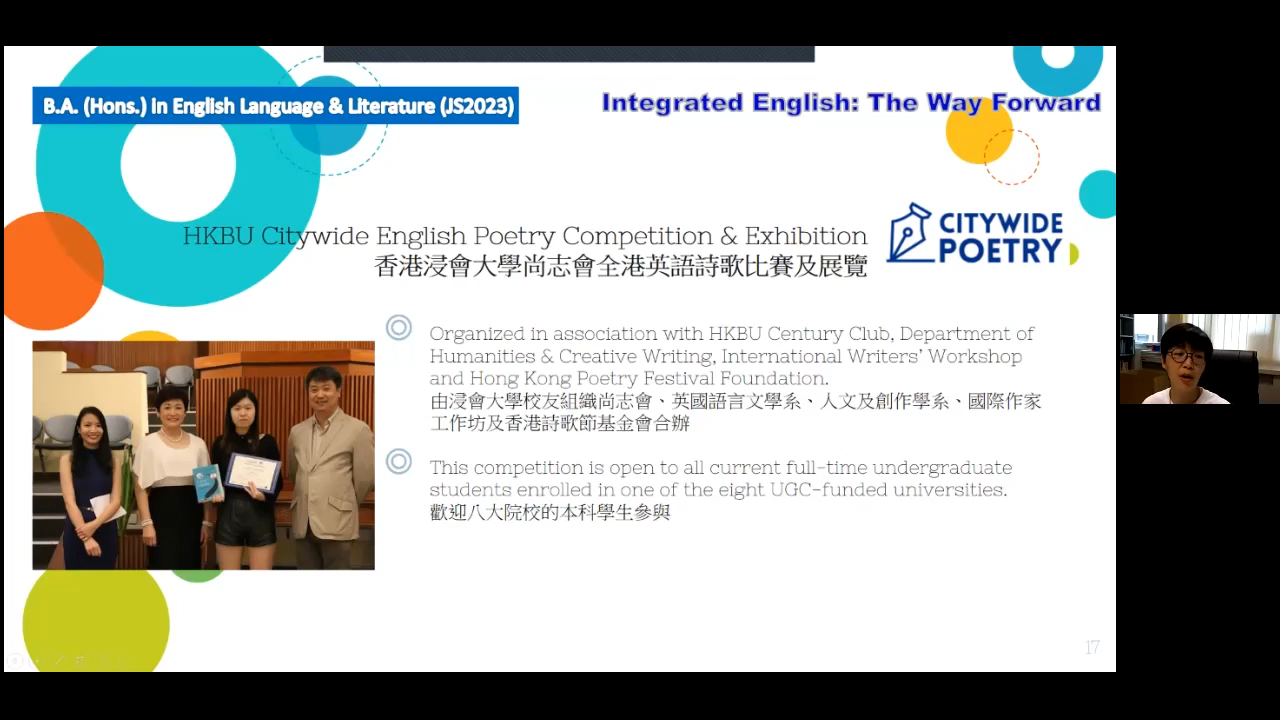 B.A. (Hons.) in English Language & Literature (JS2023)
Integrated English: The Way Forward
HKBU Citywide English Poetry Competition & Exhibition
香港浸會大學尚志會全港英語詩歌比賽及展覽
CITYWIDE
POETRY
Organized in association with HKBU Century Club, Department of
Humanities & Creative Writing, International Writers’ Workshop
and Hong Kong Poetry Festival Foundation.
由浸會大學校友組織尚志會、英國語言文學系、人文及創作學系、國際作家
工作坊及香港詩歌節基金會合辦
This competition is open to all current full-time undergraduate
students enrolled in one of the eight UGC-funded universities.
歡迎八大院校的本科學生參與
17